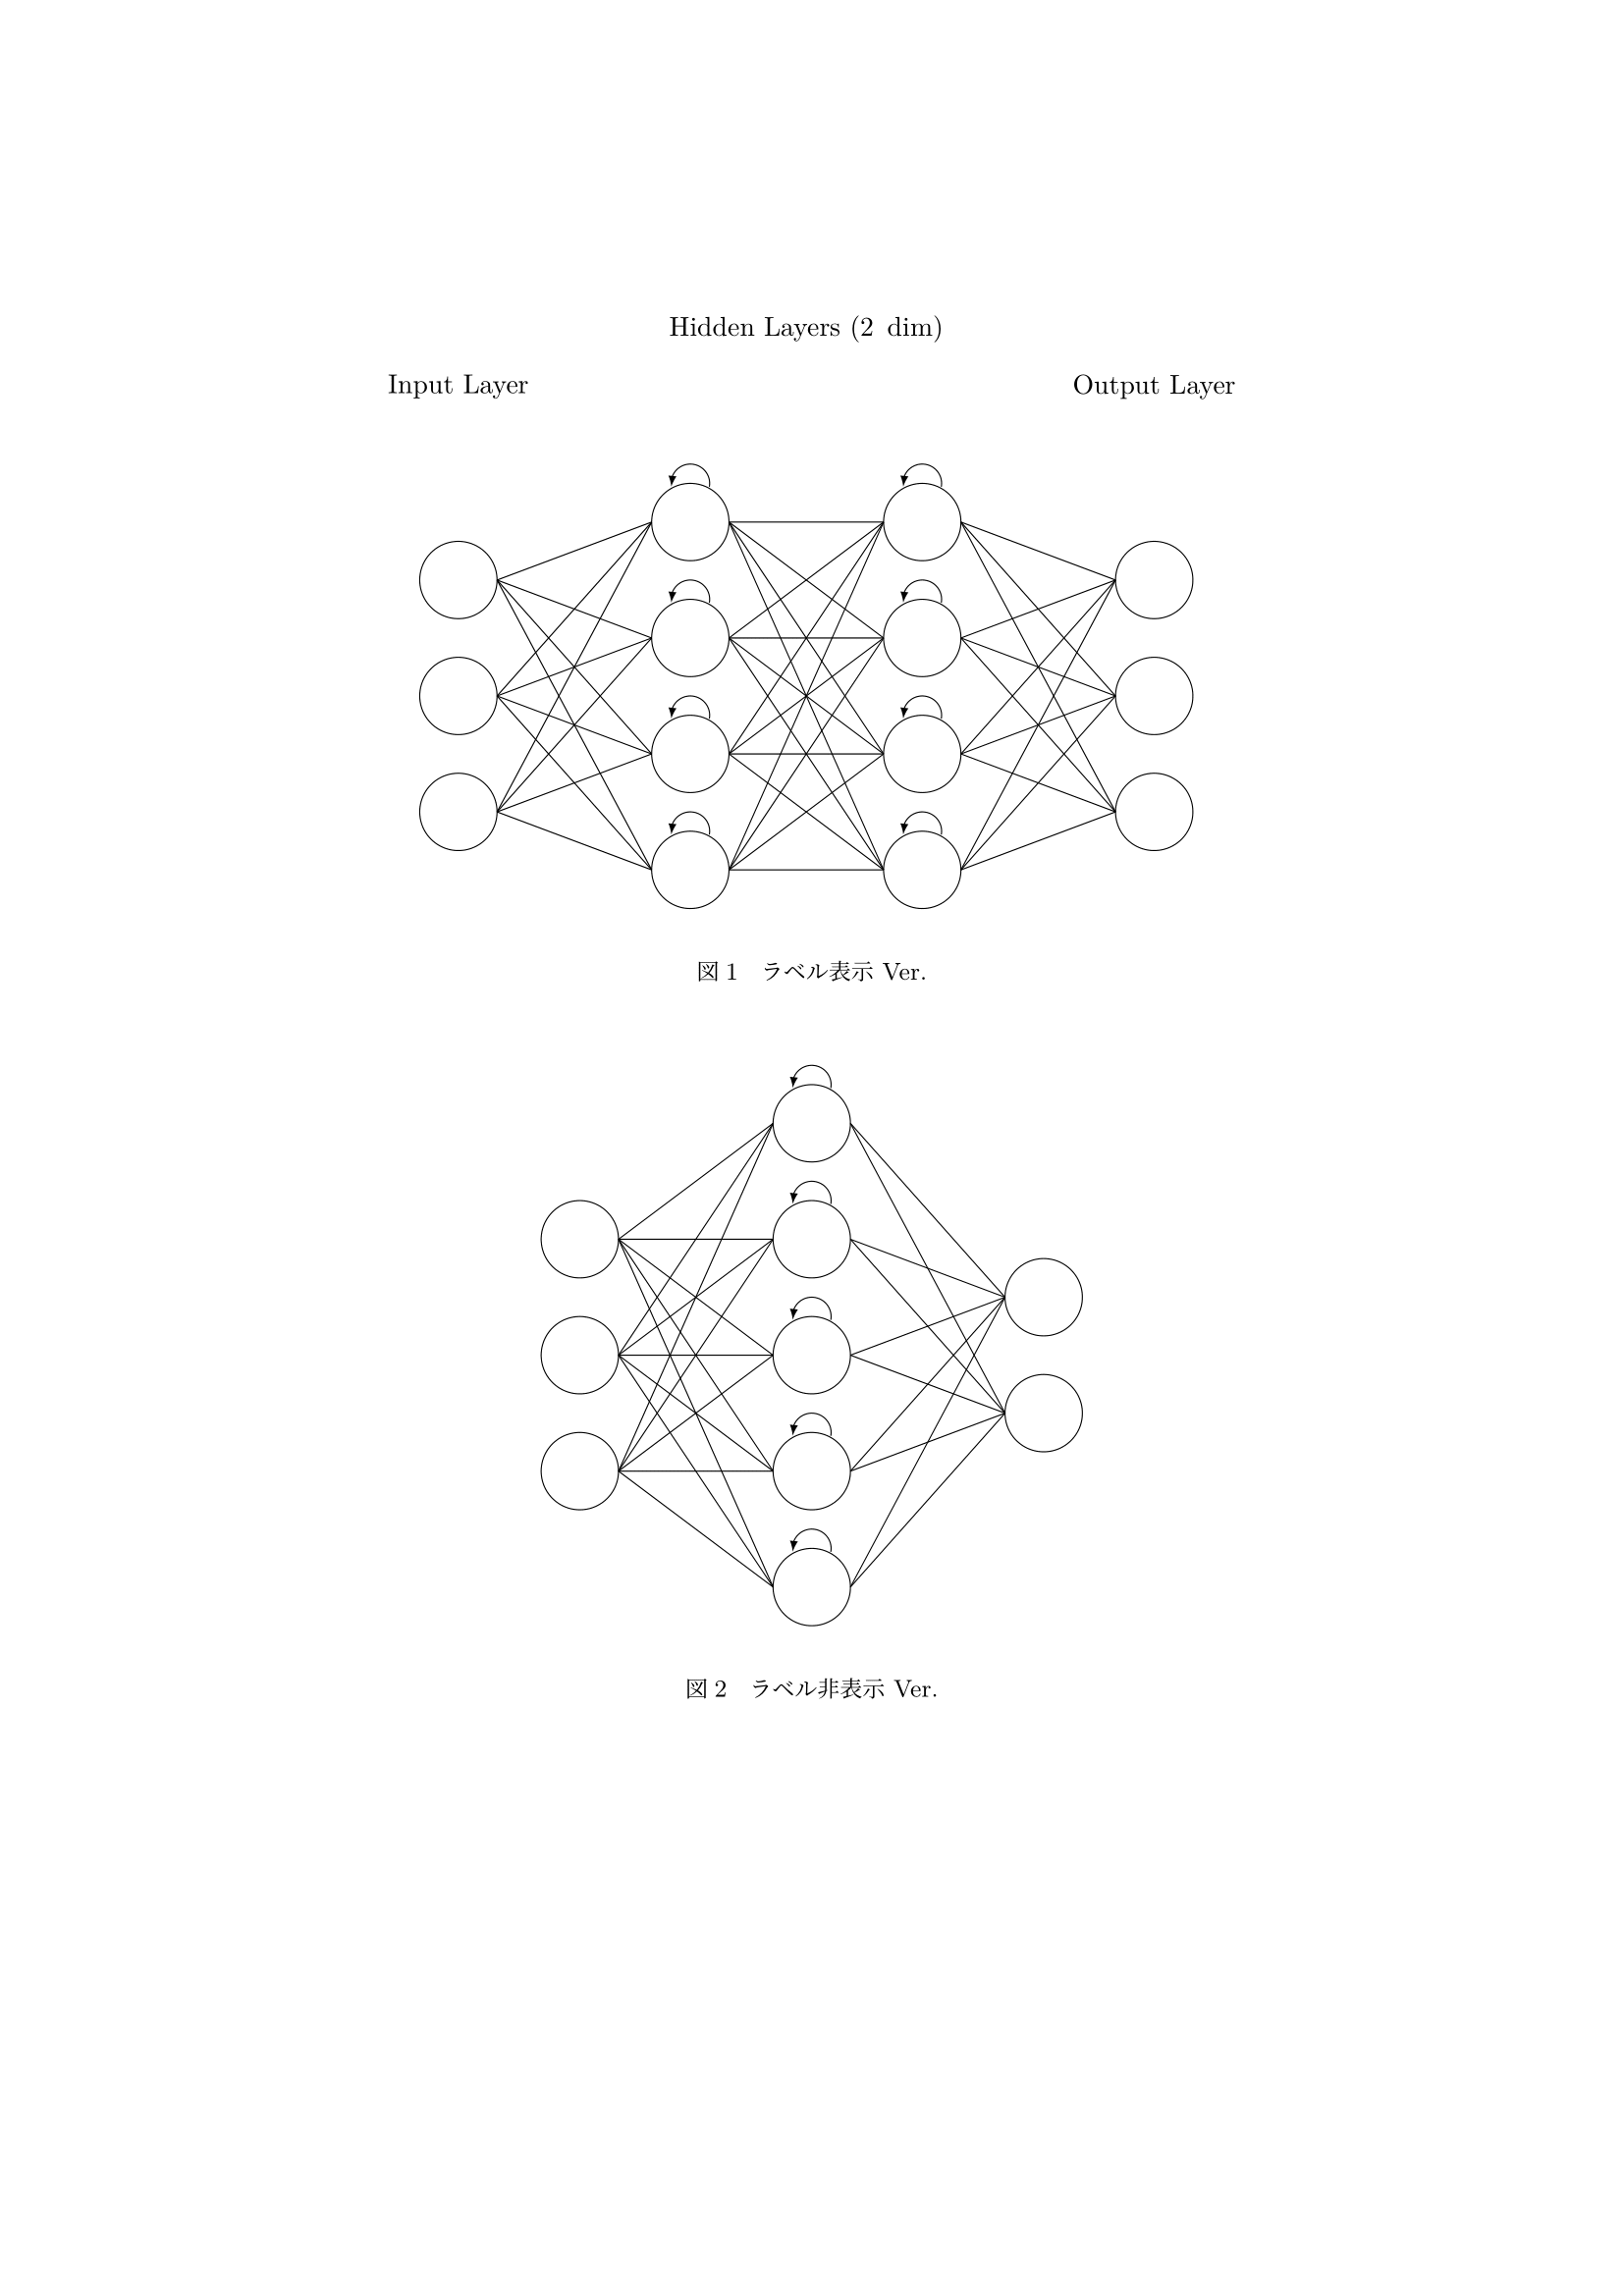 Hidden Layers (2 dim)
Input Layer
Output Layer
図 1　ラベル表示 Ver.
図 2　ラベル非表示 Ver.